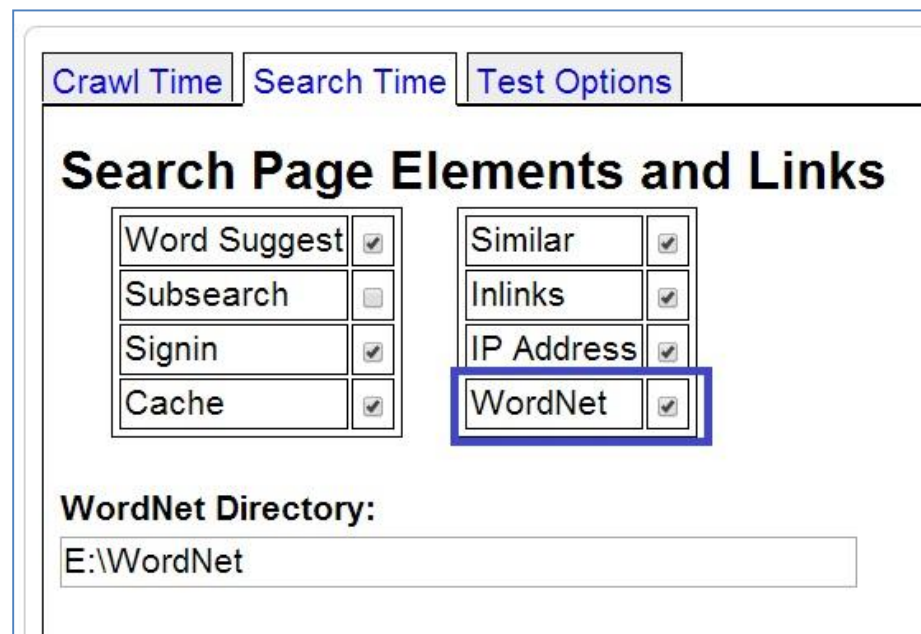 Crawl Time Search Time Test Options
Search Page Elements and Links
Word Suggest Similar
Subsearch Inlinks
Signin IP Address
Cache WordNet
WordNet Directory:
E:\WordNet